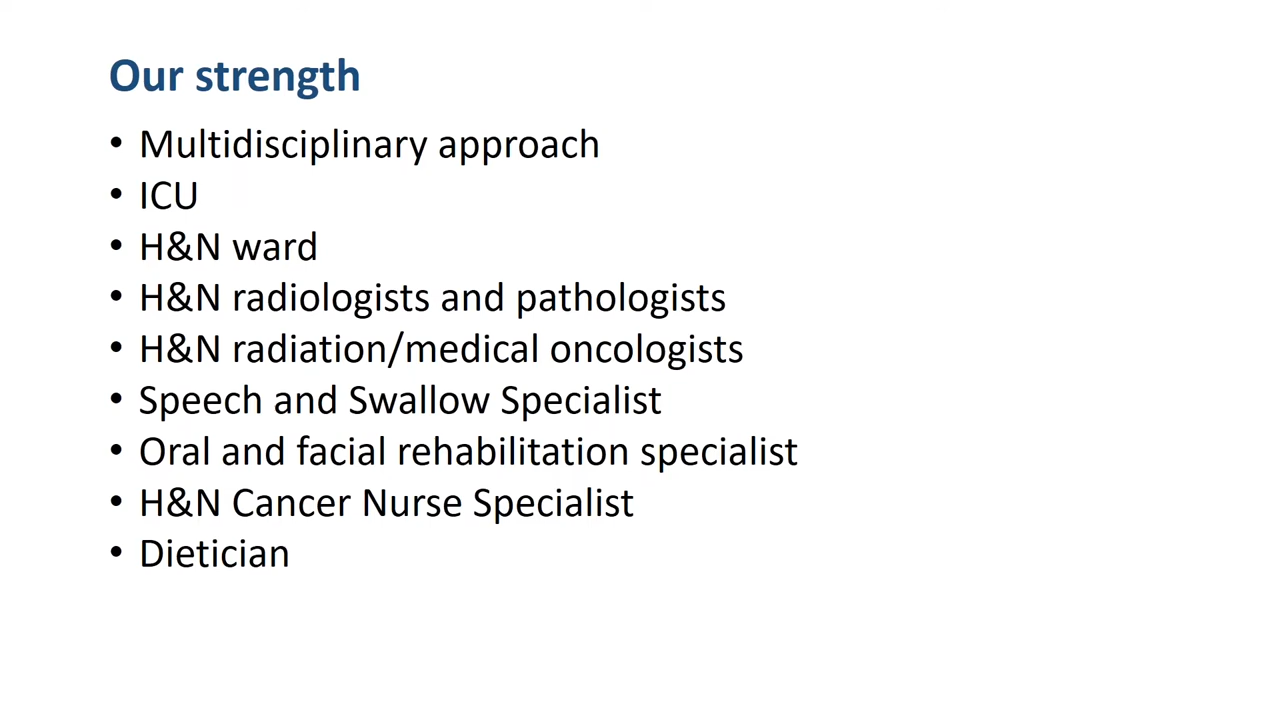 Our strength
• Multidisciplinary approach
• ICU
• H&N ward
• H&N radiologists and pathologists
• H&N radiation/medical oncologists
• Speech and Swallow Specialist
• Oral and facial rehabilitation specialist
• H&N Cancer Nurse Specialist
• Dietician